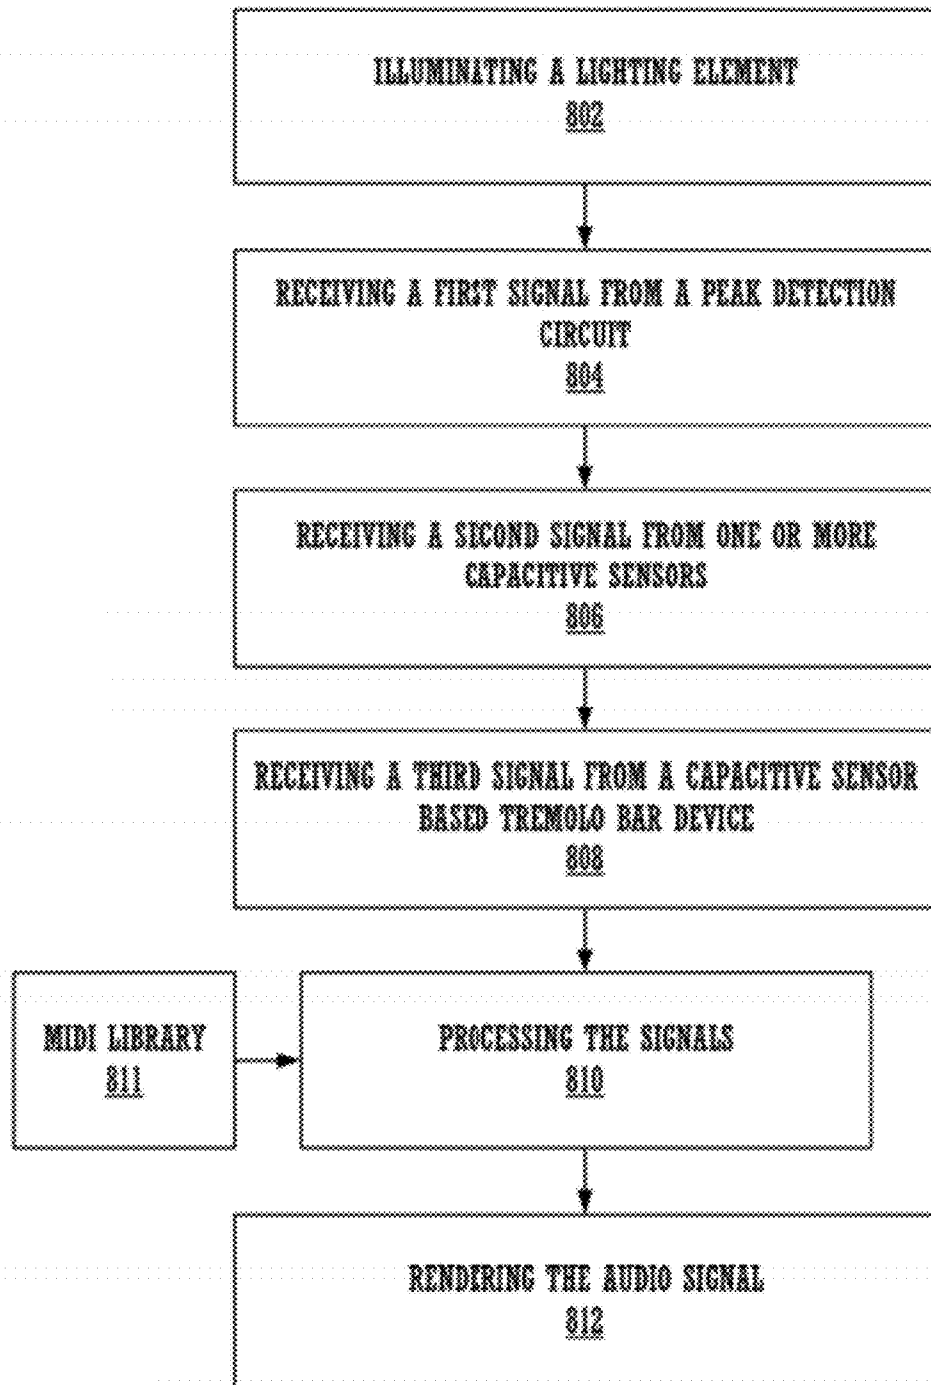 ILLUMINATING A LIGHTING ELEMENT
802
RECEIVING A FIRST SIGNAL FROM A PEAK DETECTION
CIRCUIT
804
RECEIVING A SICOND SIGNAL FROM ONE OR MORE
CAPACITIVE SENSORS
806
RECEIVING A THIRD SIGNAL FROM A CAPACITIVE SENSOR
BASED TREMOLO BAR DEVICE
808
MIDI LIBRARY
811
PROCESSING THE SIGNALS
810
RENDERING THE AUDIO SIGNAL
812